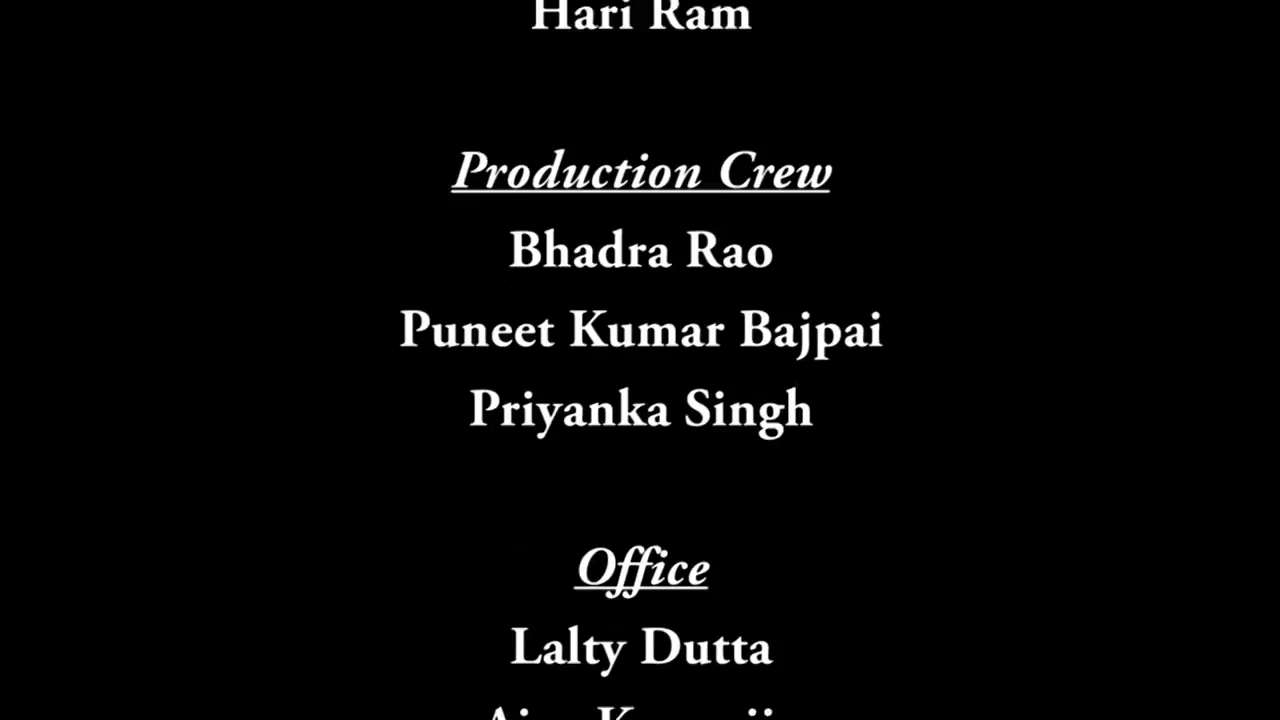 Hari Ram
Production Crew
Bhadra Rao
Puneet Kumar Bajpai
Priyanka Singh
Office
Lalty Dutta